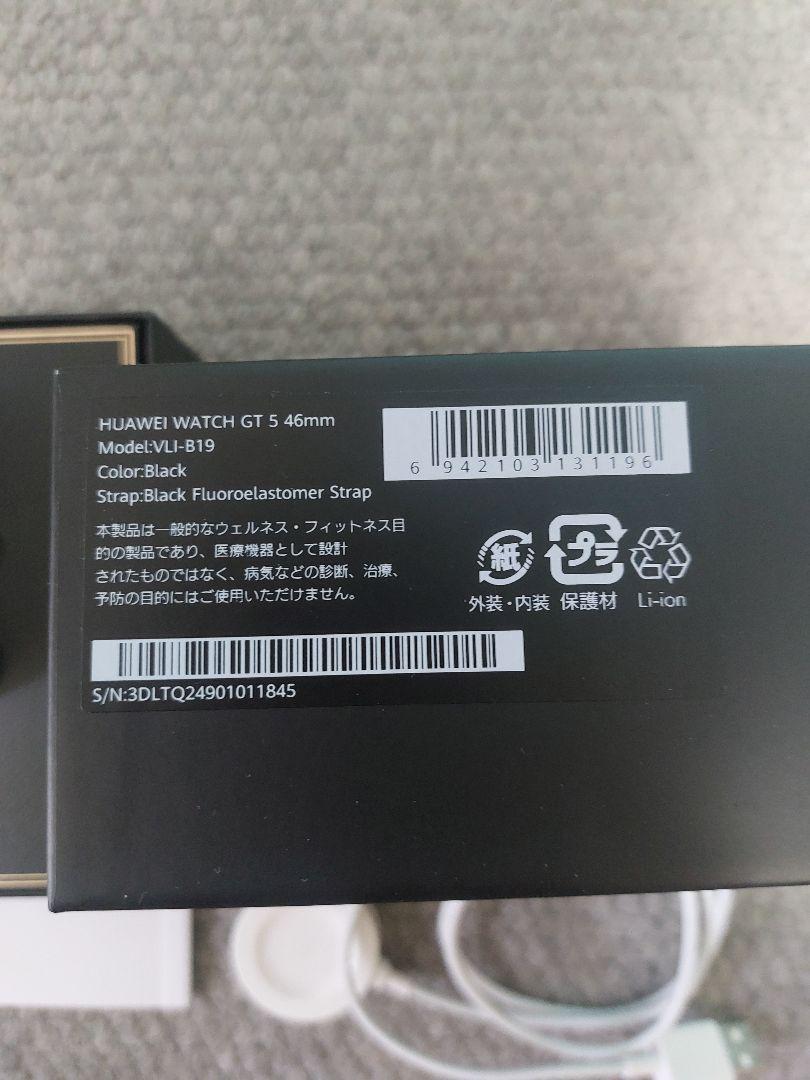 HUAWEI WATCH GT 5 46mm
Model:VLI-B19
Color:Black
Strap:Black Fluoroelastomer Strap
6 942103 131196
本製品は一般的なウェルネス・フィットネス目
的の製品であり、医療機器として設計
されたものではなく、病気などの診断、治療、
予防の目的にはご使用いただけません。
紙 プラ
外装・内装 保護材 Li-ion
S/N:3DLTQ24901011845